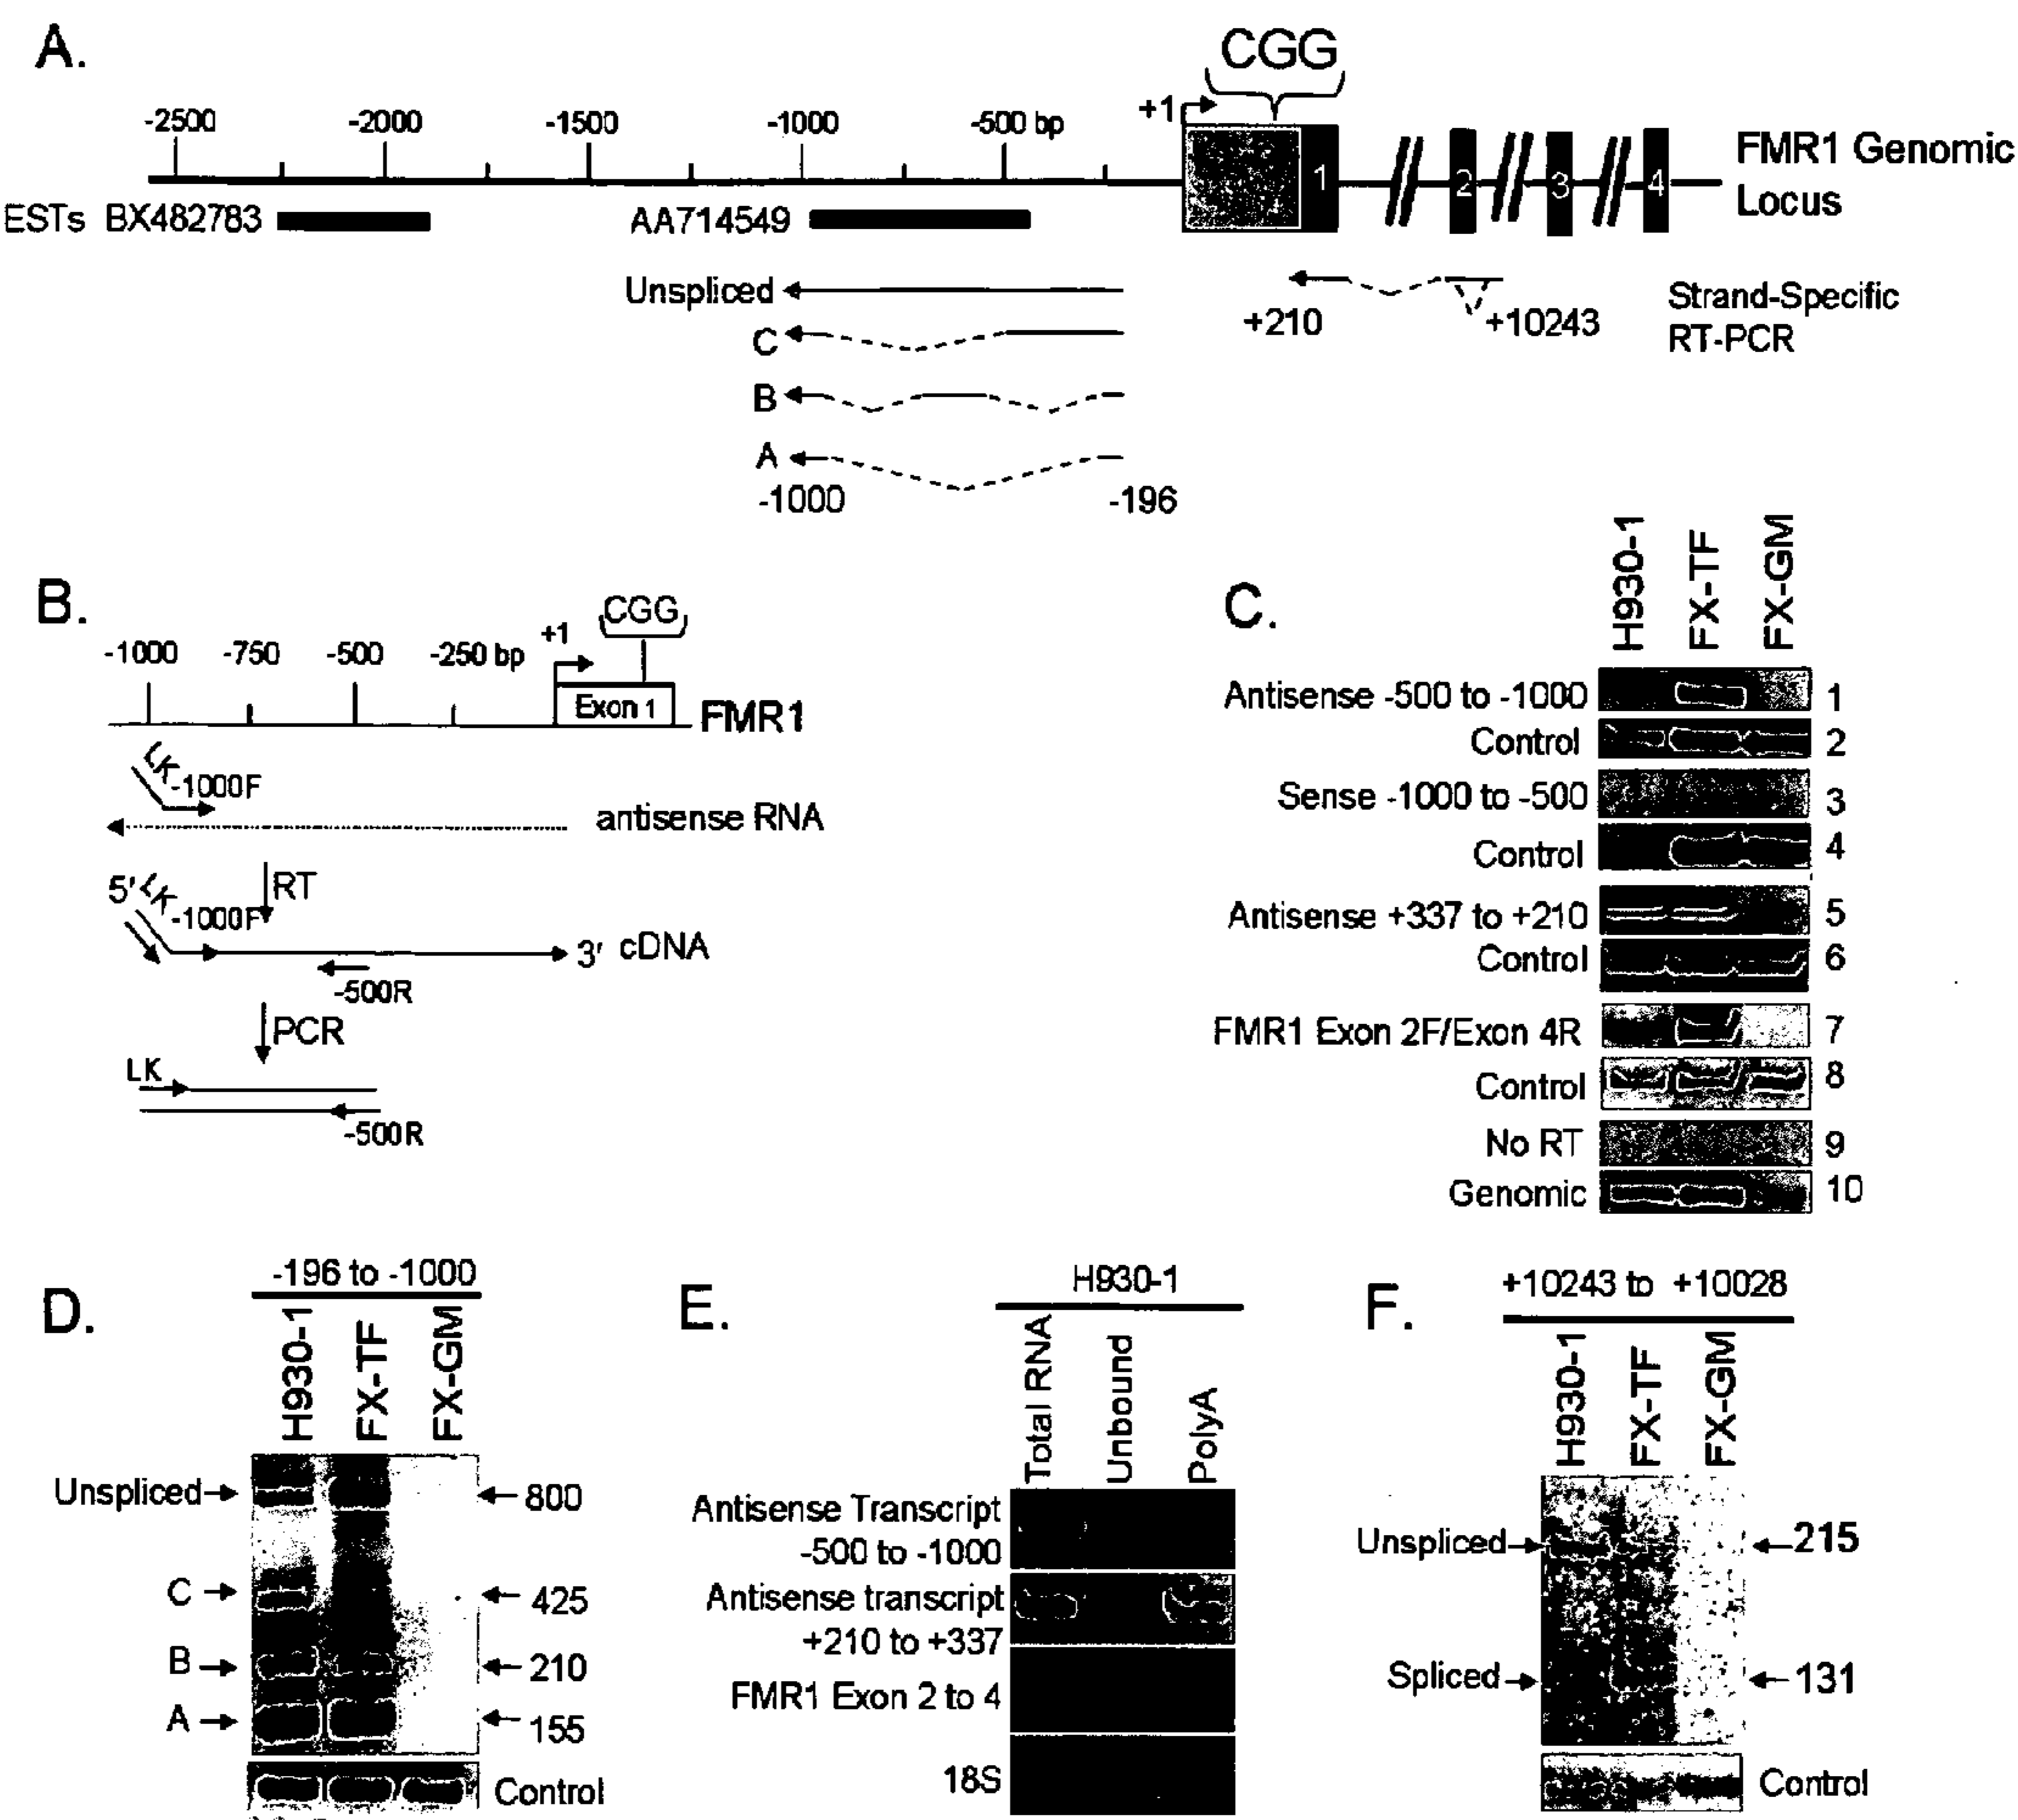 A.
CGG
-2500 -2000 -1500 -1000 -500 bp +1
1 2 3 4
FMR1 Genomic
Locus
ESTs BX482783 AA714549
Unspliced
C
B
A
-1000 -196
+210 +10243
Strand-Specific
RT-PCR
B.
CGG
+1
-1000 -750 -500 -250 bp
Exon 1
FMR1
LK -1000F
antisense RNA
RT
5' LK -1000F
3' cDNA
-500R
PCR
LK
-500R
C.
H930-1 FX-TF FX-GM
Antisense -500 to -1000 1
Control 2
Sense -1000 to -500 3
Control 4
Antisense +337 to +210 5
Control 6
FMR1 Exon 2F/Exon 4R 7
Control 8
No RT 9
Genomic 10
D.
-196 to -1000
H930-1 FX-TF FX-GM
Unspliced 800
C 425
B 210
A 155
Control
E.
H930-1
Total RNA Unbound PolyA
Antisense Transcript
-500 to -1000
Antisense transcript
+210 to +337
FMR1 Exon 2 to 4
18S
F.
+10243 to +10028
H930-1 FX-TF FX-GM
Unspliced 215
Spliced 131
Control